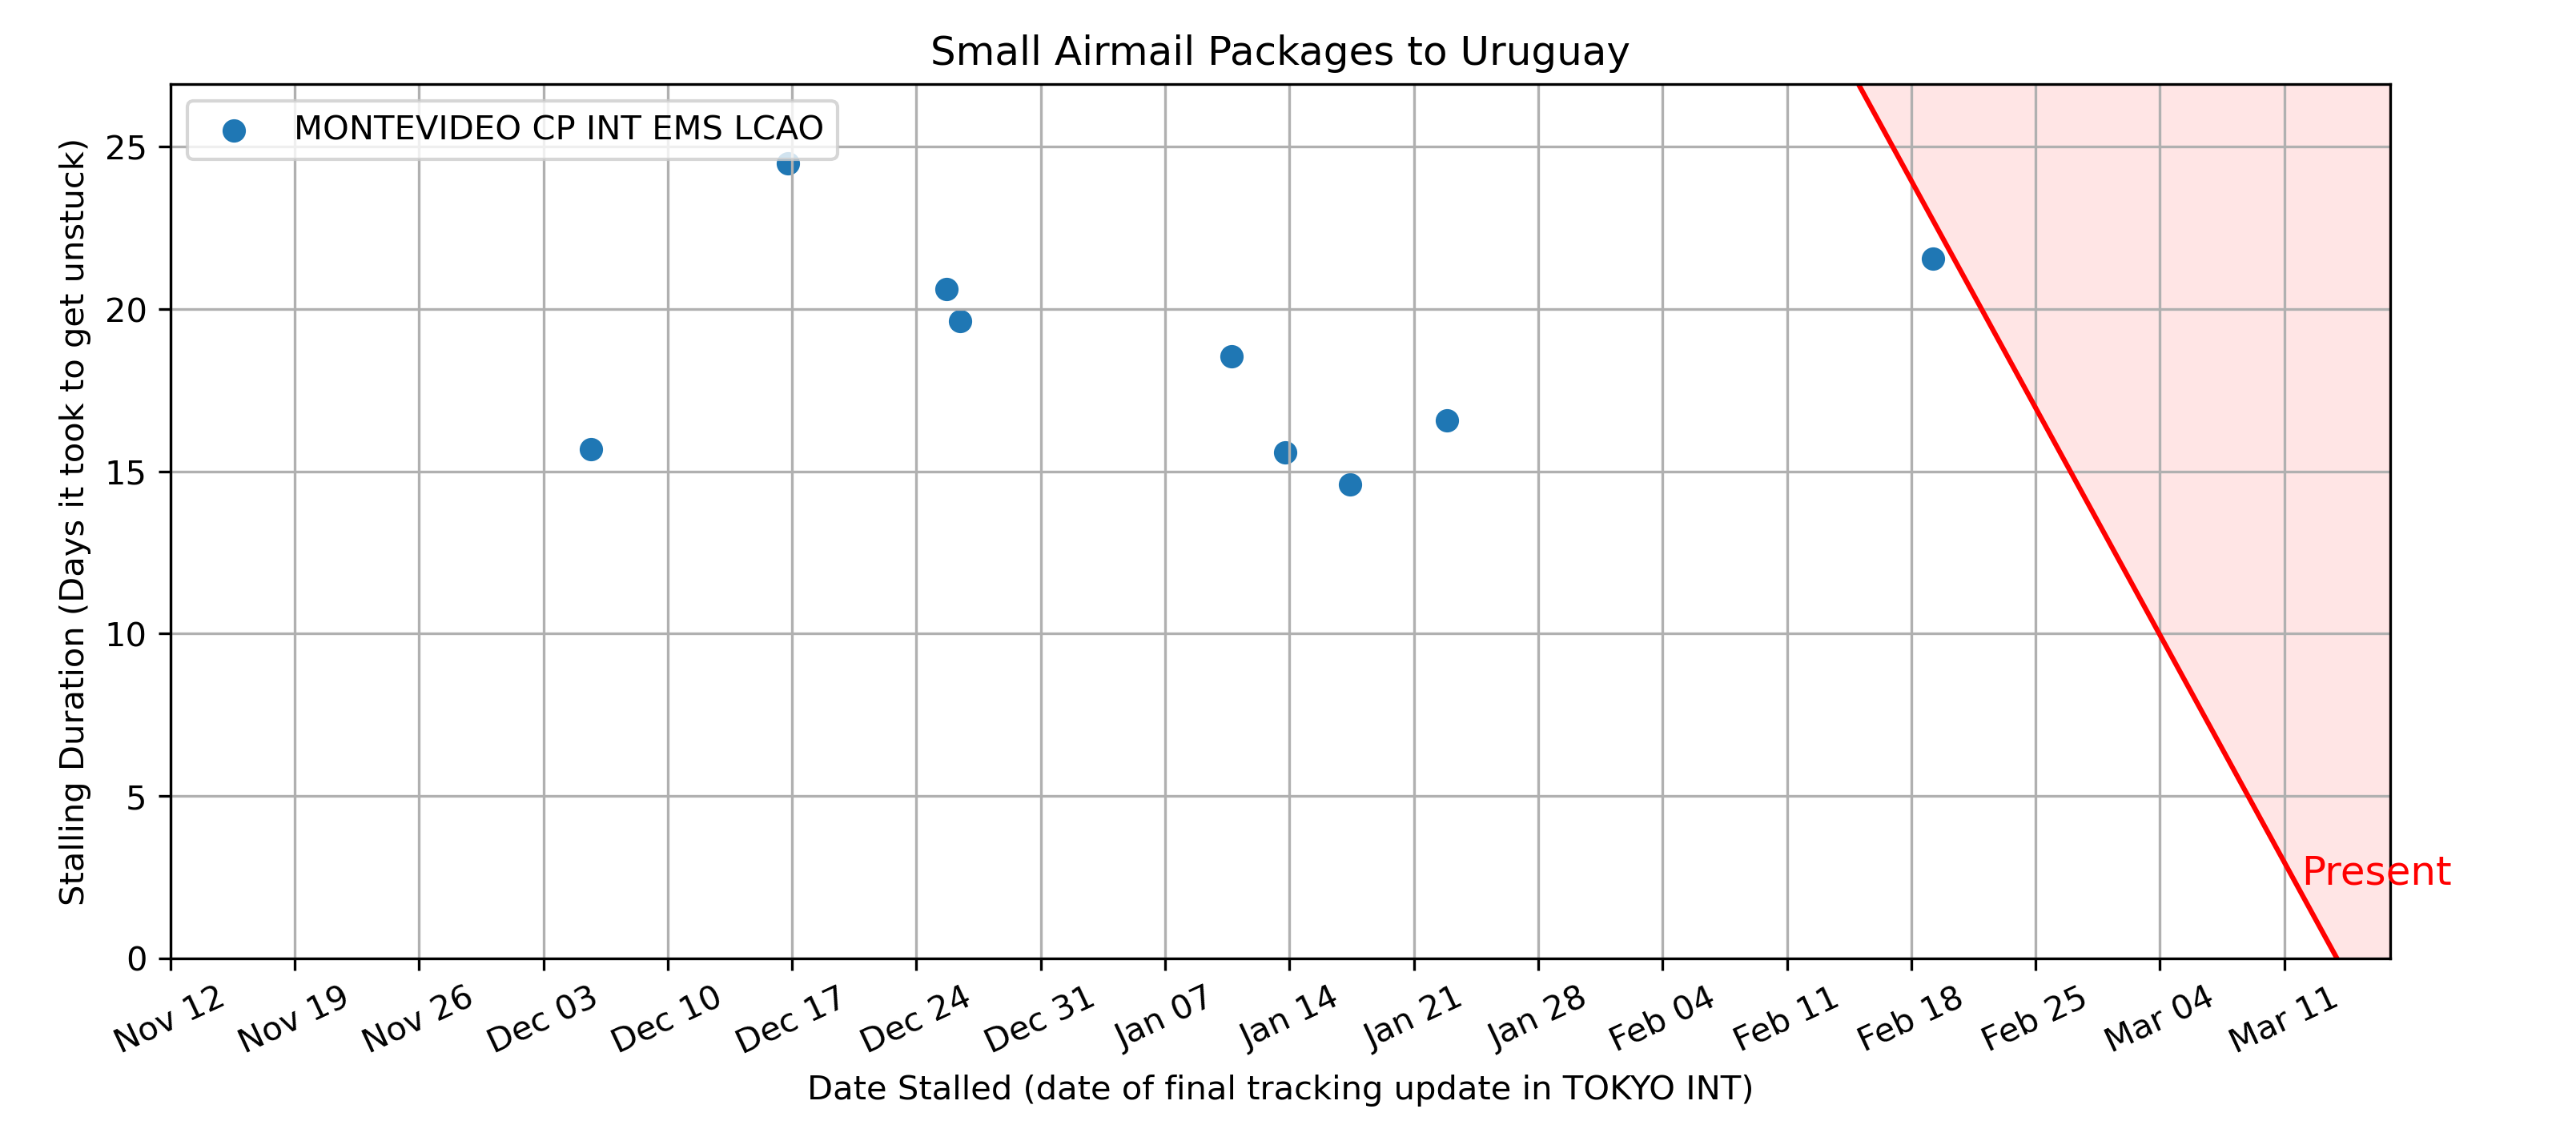 Small Airmail Packages to Uruguay
MONTEVIDEO CP INT EMS LCAO
Stalling Duration (Days it took to get unstuck)
25
20
15
10
5
0
Present
Nov 12
Nov 19
Nov 26
Dec 03
Dec 10
Dec 17
Dec 24
Dec 31
Jan 07
Jan 14
Jan 21
Jan 28
Feb 04
Feb 11
Feb 18
Feb 25
Mar 04
Mar 11
Date Stalled (date of final tracking update in TOKYO INT)